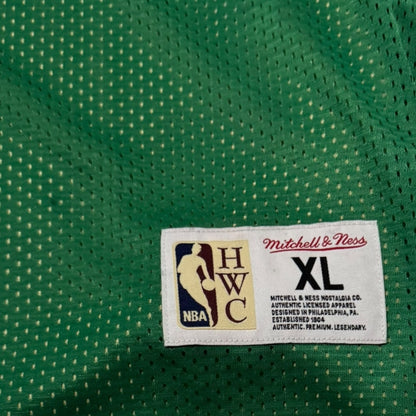 NBA
H
W
C
Mitchell & Ness
XL
MITCHELL & NESS NOSTALGIA CO.
AUTHENTIC LICENSED APPAREL
DESIGNED IN PHILADELPHIA, PA.
ESTABLISHED 1904
AUTHENTIC. PREMIUM. LEGENDARY.